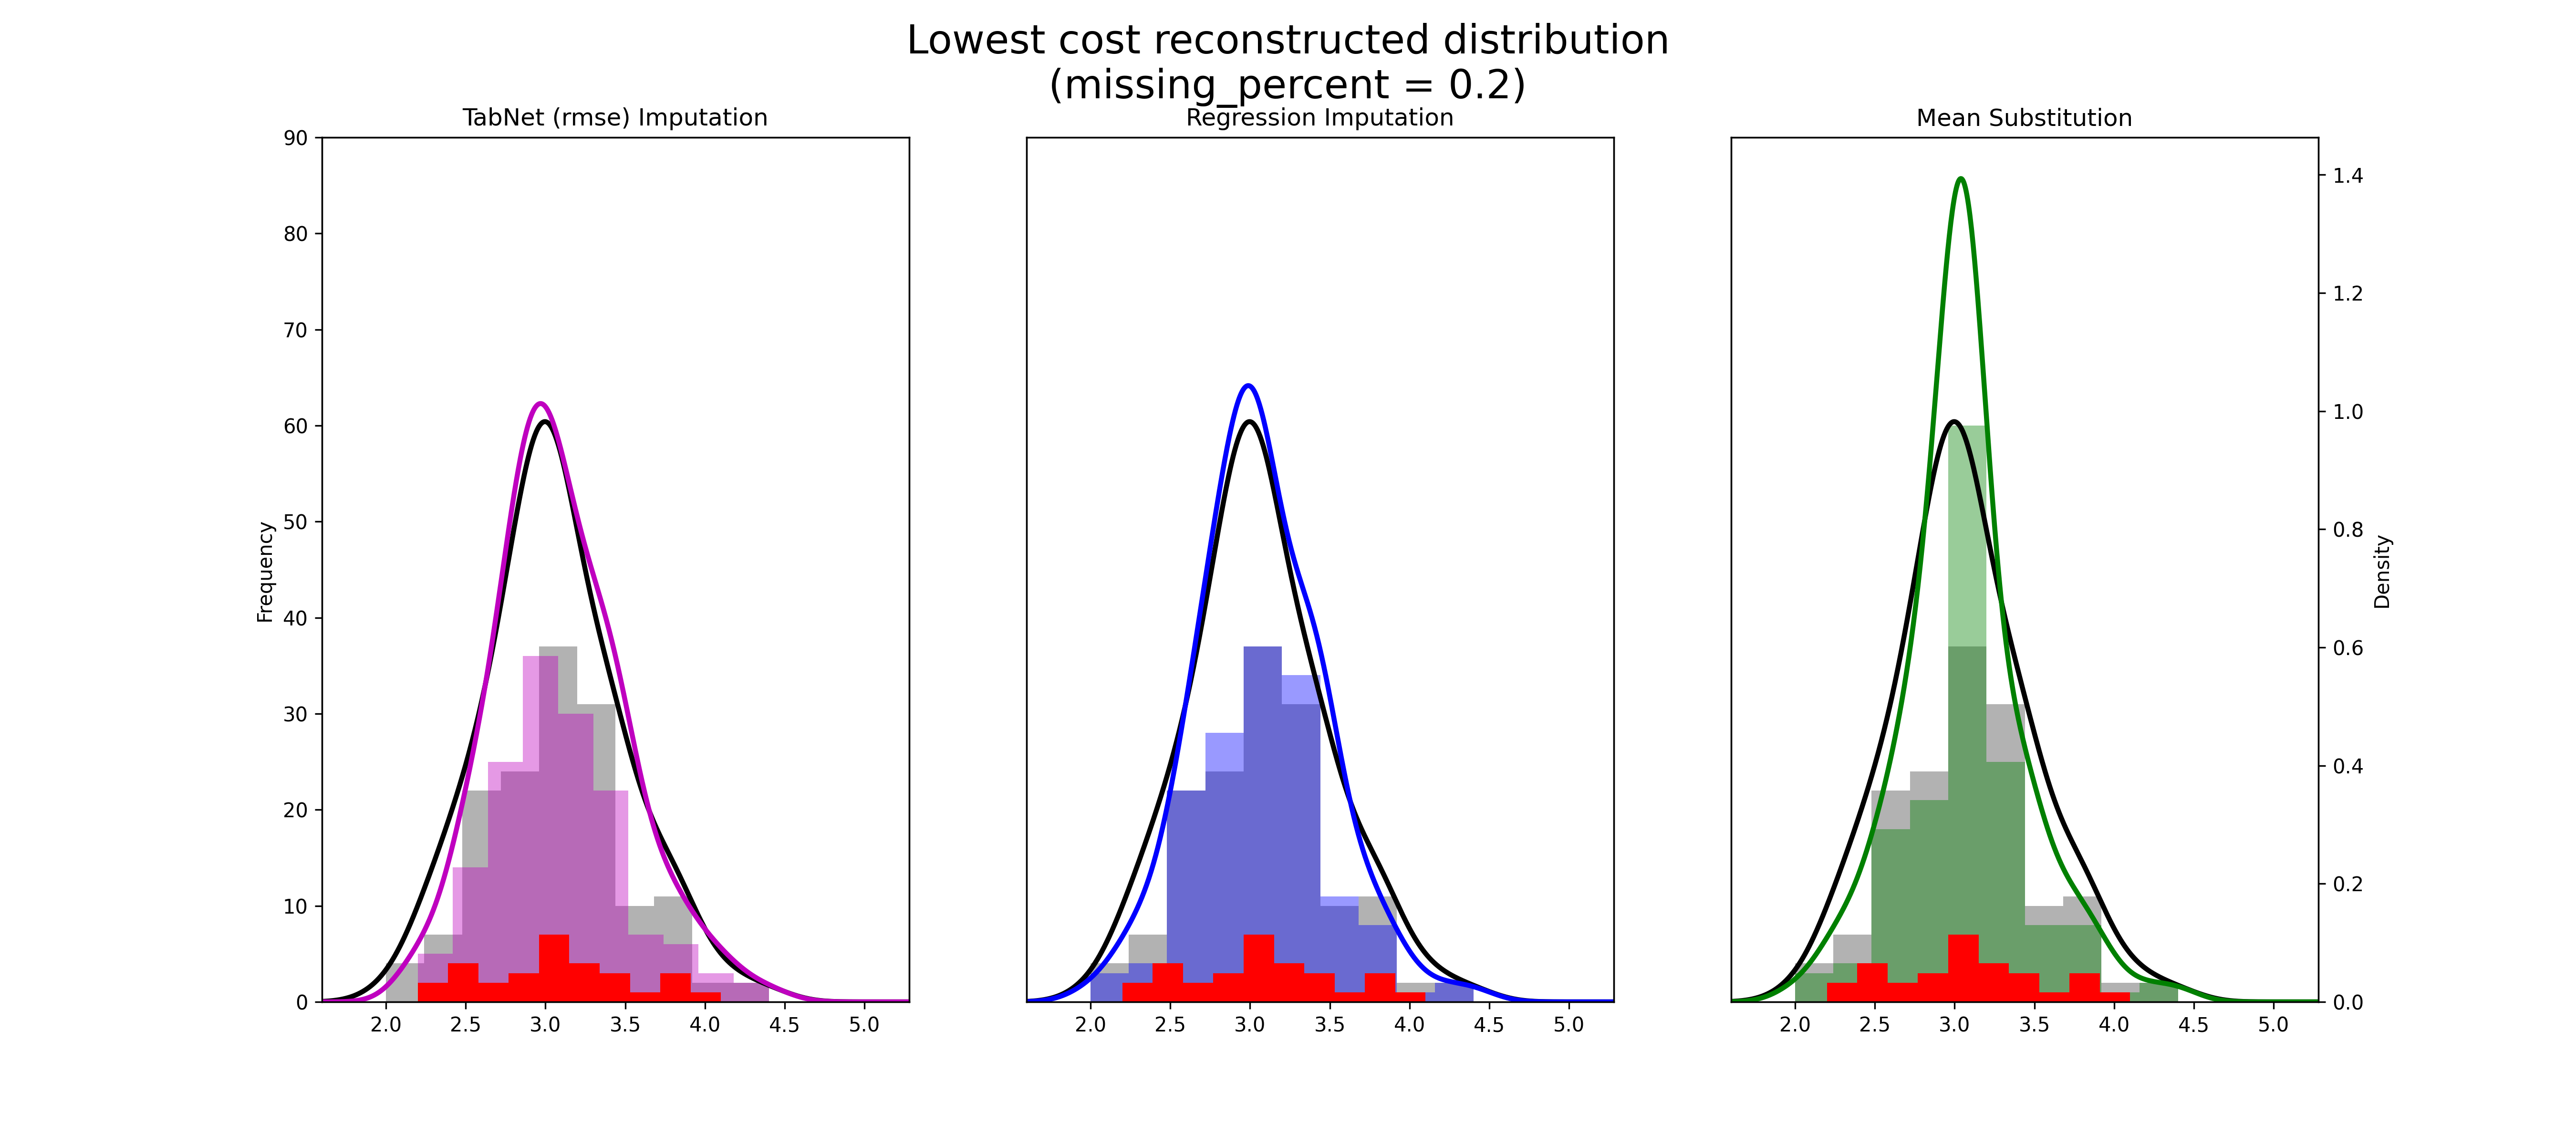 Lowest cost reconstructed distribution
(missing_percent = 0.2)
TabNet (rmse) Imputation
Regression Imputation
Mean Substitution
90
80
70
60
50
40
30
20
10
0
Frequency
2.0 2.5 3.0 3.5 4.0 4.5 5.0
2.0 2.5 3.0 3.5 4.0 4.5 5.0
2.0 2.5 3.0 3.5 4.0 4.5 5.0
1.4
1.2
1.0
0.8
0.6
0.4
0.2
0.0
Density